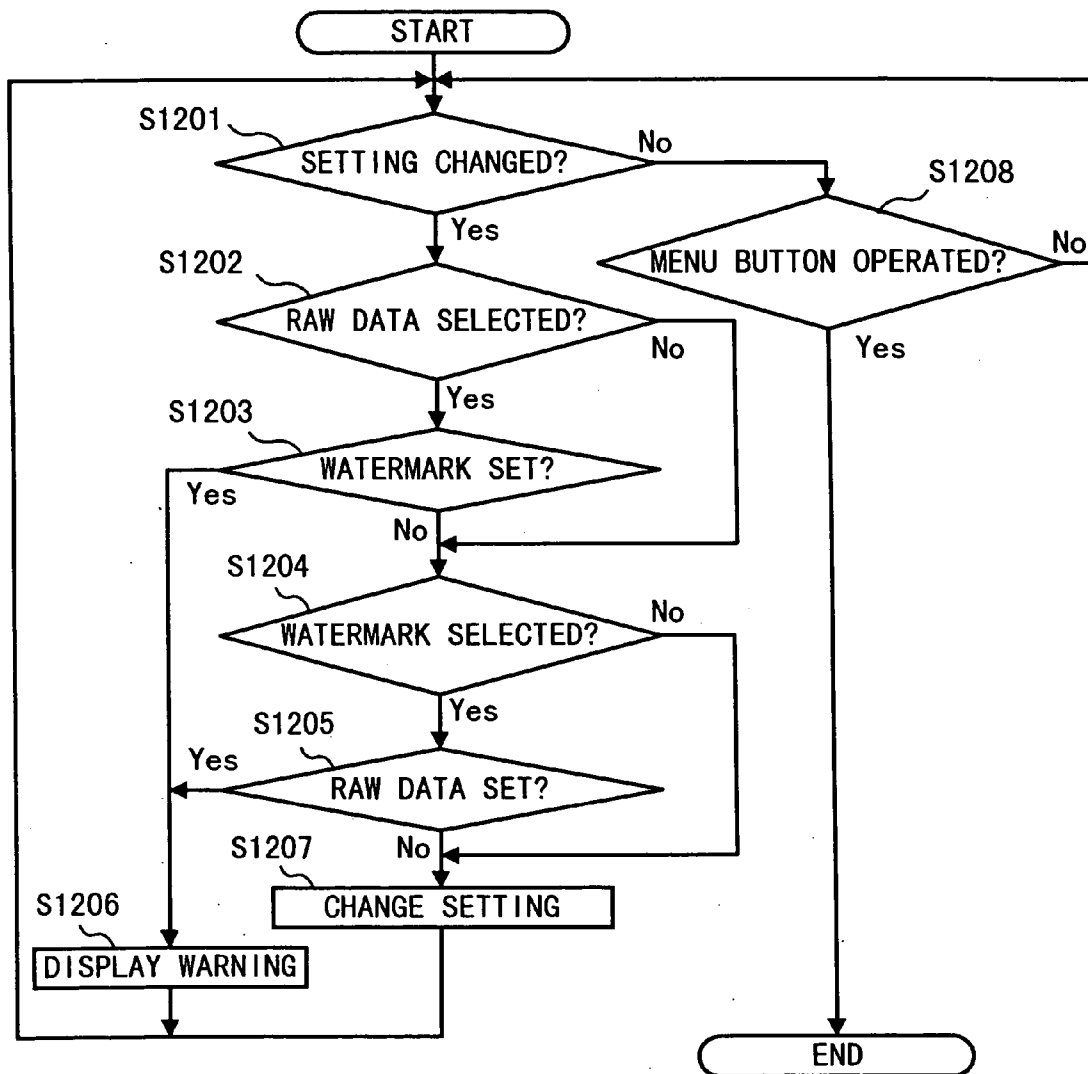 START
S1201
SETTING CHANGED?
No
S1208
Yes
MENU BUTTON OPERATED?
No
S1202
RAW DATA SELECTED?
No
Yes
Yes
S1203
WATERMARK SET?
Yes
No
S1204
WATERMARK SELECTED?
No
Yes
S1205
Yes
RAW DATA SET?
No
S1207
CHANGE SETTING
S1206
DISPLAY WARNING
END